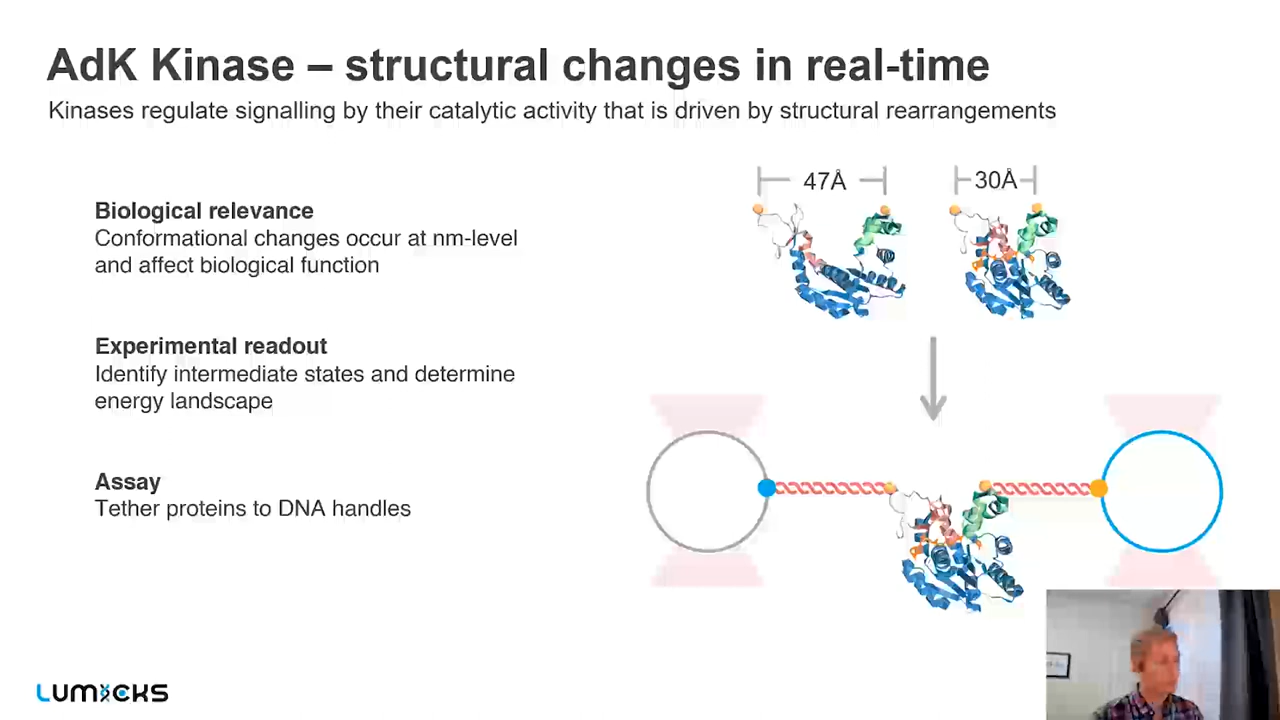 AdK Kinase – structural changes in real-time
Kinases regulate signalling by their catalytic activity that is driven by structural rearrangements
47Å
30Å
Biological relevance
Conformational changes occur at nm-level
and affect biological function
Experimental readout
Identify intermediate states and determine
energy landscape
Assay
Tether proteins to DNA handles
LUMICKS